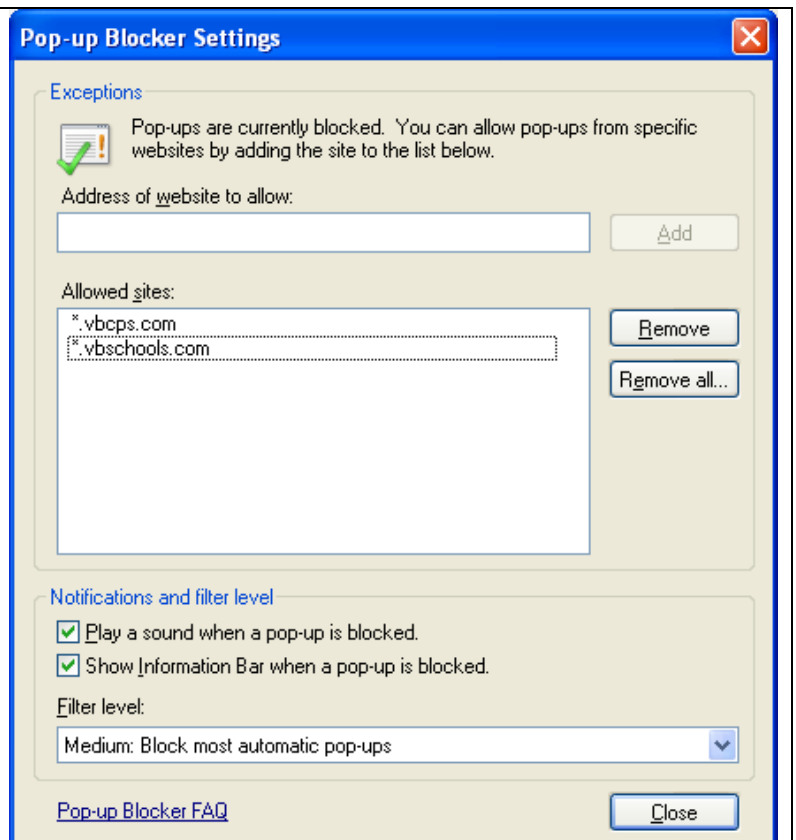 Pop-up Blocker Settings
Exceptions
Pop-ups are currently blocked. You can allow pop-ups from specific
websites by adding the site to the list below.
Address of website to allow:
Add
Allowed sites:
*.vbcps.com
*.vbschools.com
Remove
Remove all...
Notifications and filter level
Play a sound when a pop-up is blocked.
Show Information Bar when a pop-up is blocked.
Filter level:
Medium: Block most automatic pop-ups
Pop-up Blocker FAQ
Close